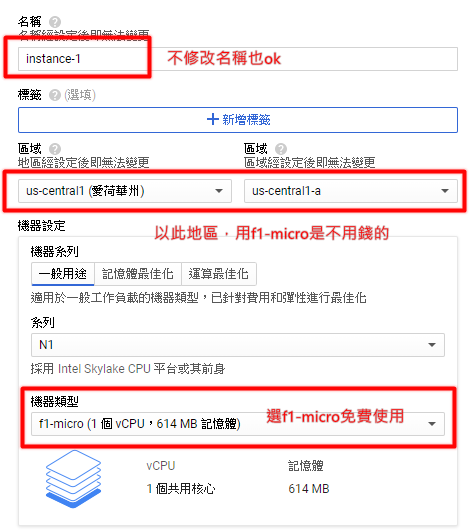 名稱
名稱經設定後即無法變更
instance-1
不修改名稱也ok
標籤 (選填)
+ 新增標籤
區域 區域
地區經設定後即無法變更 區域經設定後即無法變更
us-central1 (愛荷華州) us-central1-a
以此地區，用f1-micro是不用錢的
機器設定
機器系列
一般用途 記憶體最佳化 運算最佳化
適用於一般工作負載的機器類型，已針對費用和彈性進行最佳化
系列
N1
採用 Intel Skylake CPU 平台或其前身
機器類型
f1-micro (1 個 vCPU，614 MB 記憶體)
選f1-micro免費使用
vCPU 記憶體
1 個共用核心 614 MB